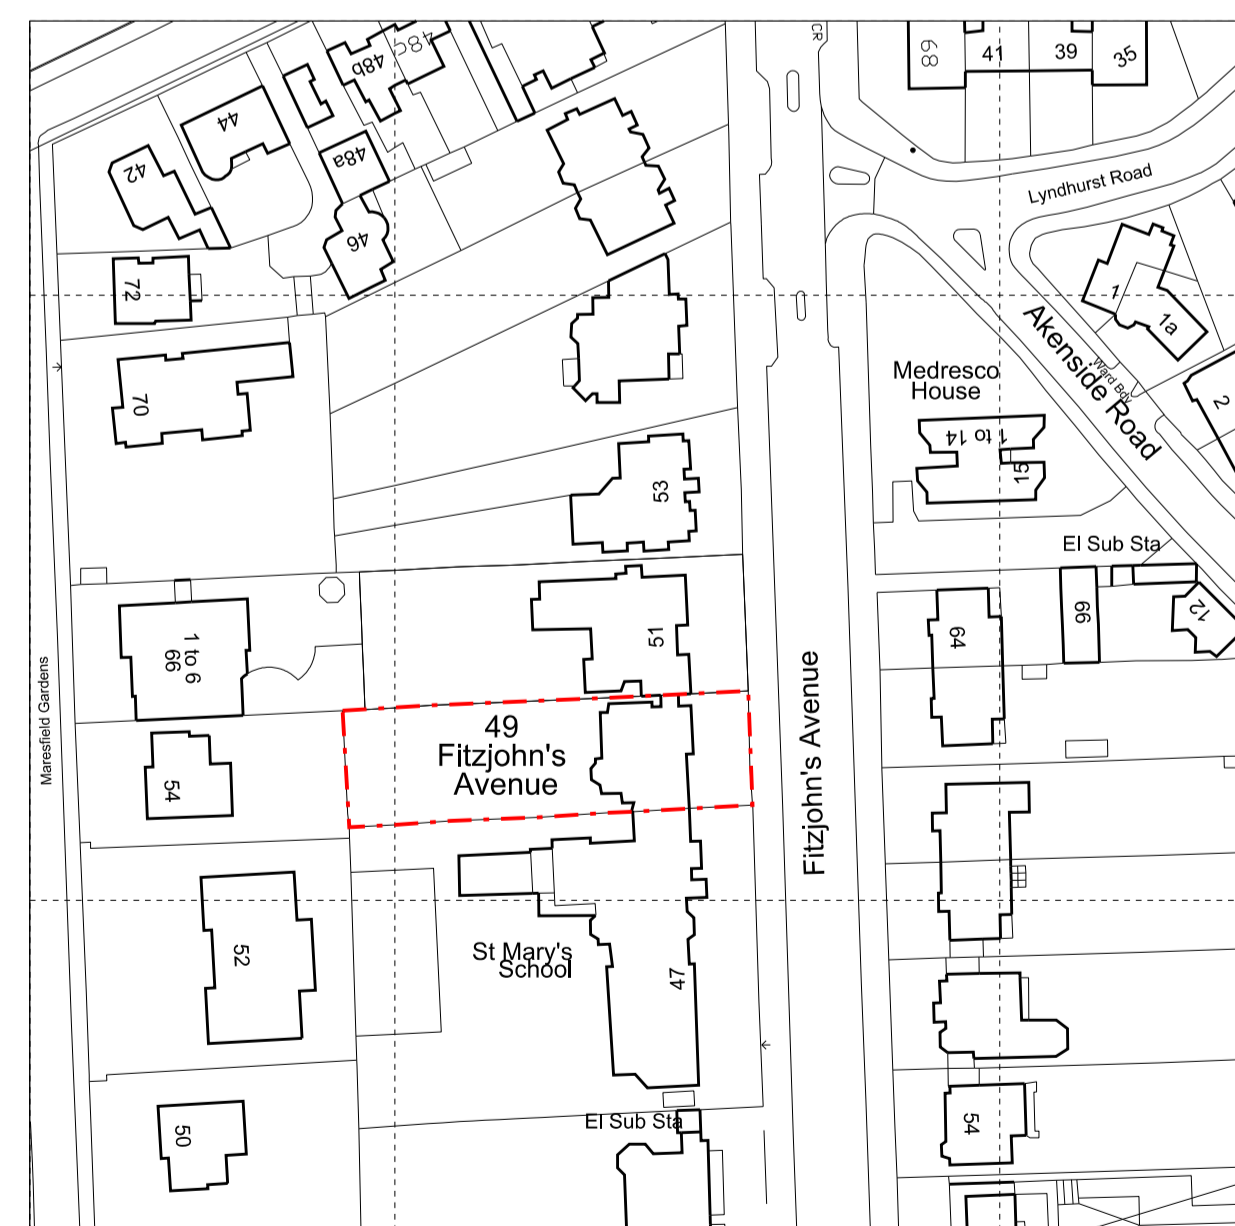 48b
48c
CR
68
41
39
35
44
42
48a
46
Lyndhurst Road
72
1
1a
Akenside Road
Ward Bdy
2
Medresco
House
70
1 to 14
15
53
El Sub Sta
66
12
1 to 6
66
51
64
Maresfield Gardens
49
Fitzjohn's
Avenue
Fitzjohn's Avenue
54
52
St Mary's
School
47
El Sub Sta
50
54